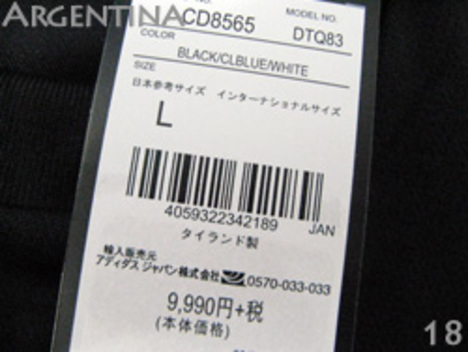 ARGENTINA
CD8565
MODEL NO.
DTQ83
COLOR
BLACK/CLBLUE/WHITE
SIZE
日本参考サイズ インターナショナルサイズ
L
4059322342189
JAN
タイランド製
輸入販売元
アディダス ジャパン株式会社 0570-033-033
9,990円+税
(本体価格)
18